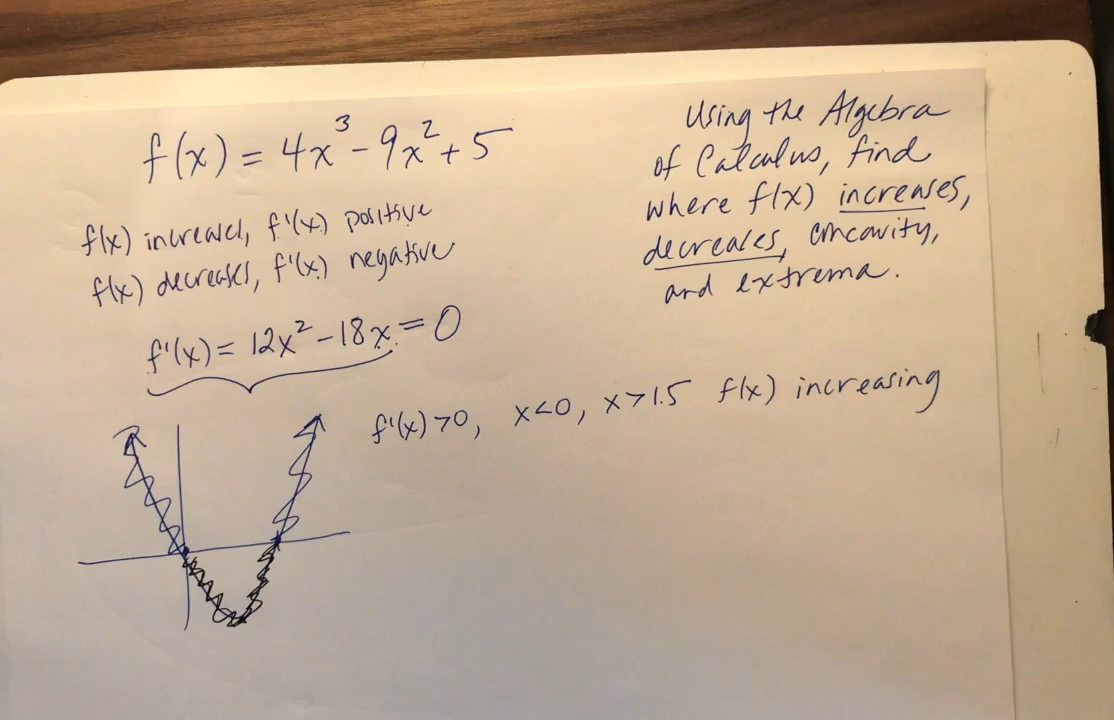 f(x) = 4x³ - 9x² + 5
Using the Algebra
of Calculus, find
where f(x) increases,
decreases, concavity,
and extrema.
f(x) increases, f'(x) positive
f(x) decreases, f'(x) negative
f'(x) = 12x² - 18x = 0
f'(x) > 0, x < 0, x > 1.5 f(x) increasing